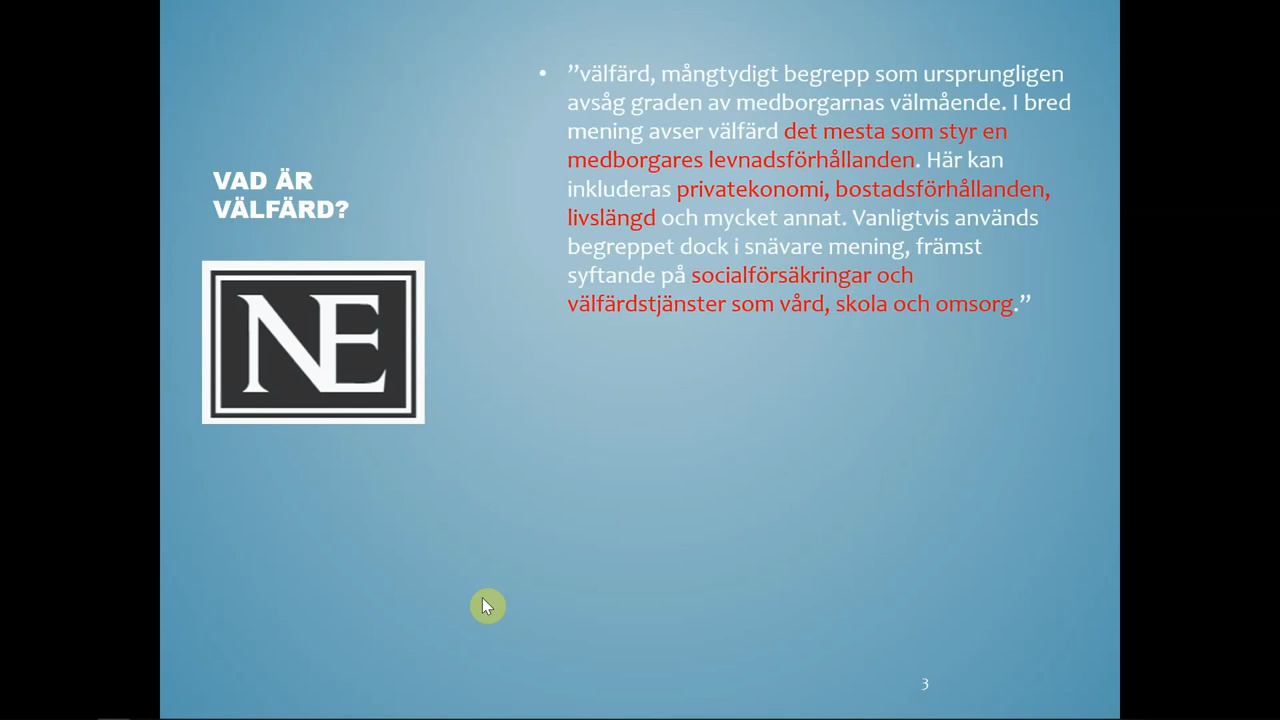 VAD ÄR
VÄLFÄRD?
NE
• ”välfärd, mångtydigt begrepp som ursprungligen
avsåg graden av medborgarnas välmående. I bred
mening avser välfärd det mesta som styr en
medborgares levnadsförhållanden. Här kan
inkluderas privatekonomi, bostadsförhållanden,
livslängd och mycket annat. Vanligtvis används
begreppet dock i snävare mening, främst
syftande på socialförsäkringar och
välfärdstjänster som vård, skola och omsorg.”
3